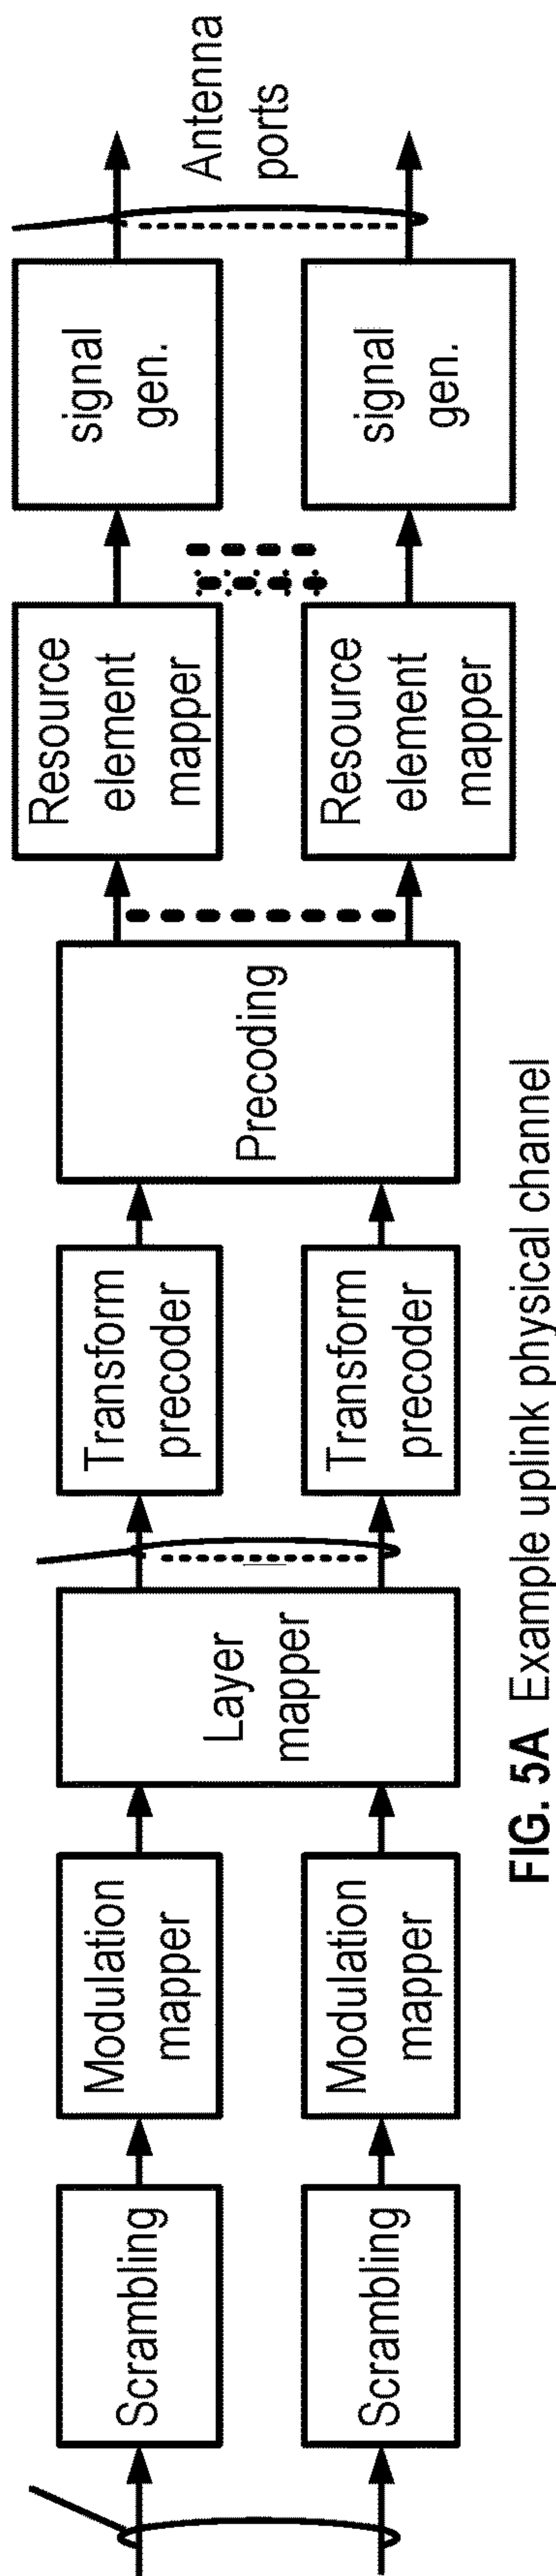 Scrambling
Scrambling
Modulation
mapper
Modulation
mapper
Layer
mapper
Transform
precoder
Transform
precoder
Precoding
Resource
element
mapper
Resource
element
mapper
signal
gen.
signal
gen.
Antenna
ports
FIG. 5A Example uplink physical channel